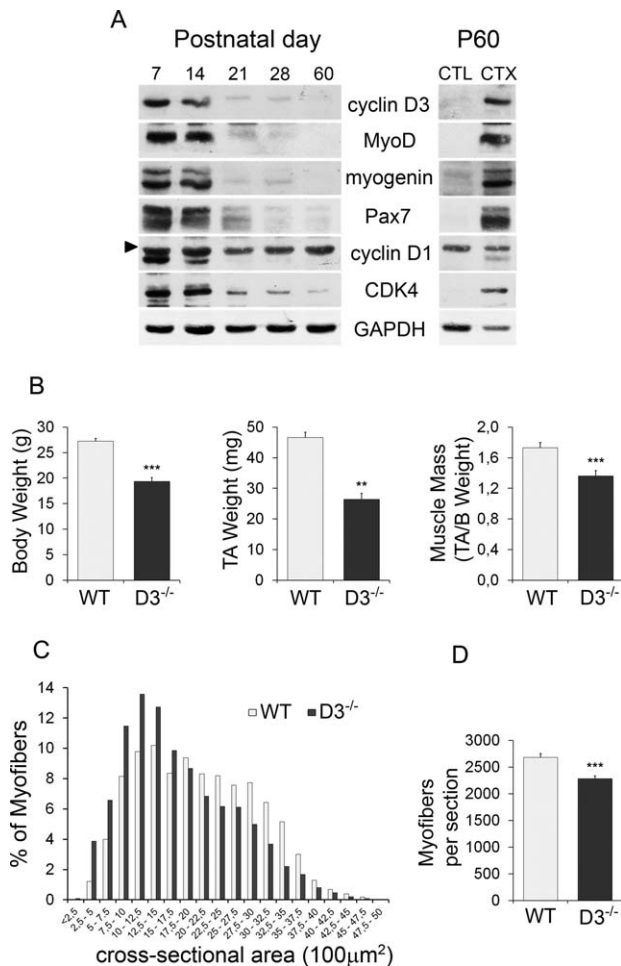 A
Postnatal day
P60
7 14 21 28 60
CTL CTX
cyclin D3
MyoD
myogenin
Pax7
cyclin D1
CDK4
GAPDH
B
Body Weight (g)
30
25
20
15
10
5
0
***
WT D3-/-
TA Weight (mg)
50
40
30
20
10
0
**
WT D3-/-
Muscle Mass
(TA/B Weight)
2,0
1,6
1,2
0,8
0,4
0,0
***
WT D3-/-
C
% of Myofibers
14
12
10
8
6
4
2
0
WT D3-/-
<2,5
2,5 - 5
5 - 7,5
7,5 - 10
10 - 12,5
12,5 - 15
15 - 17,5
17,5 - 20
20 - 22,5
22,5 - 25
25 - 27,5
27,5 - 30
30 - 32,5
32,5 - 35
35 - 37,5
37,5 - 40
40 - 42,5
42,5 - 45
45 - 47,5
47,5 - 50
cross-sectional area (100µm²)
D
Myofibers
per section
3000
2500
2000
1500
1000
500
0
***
WT D3-/-